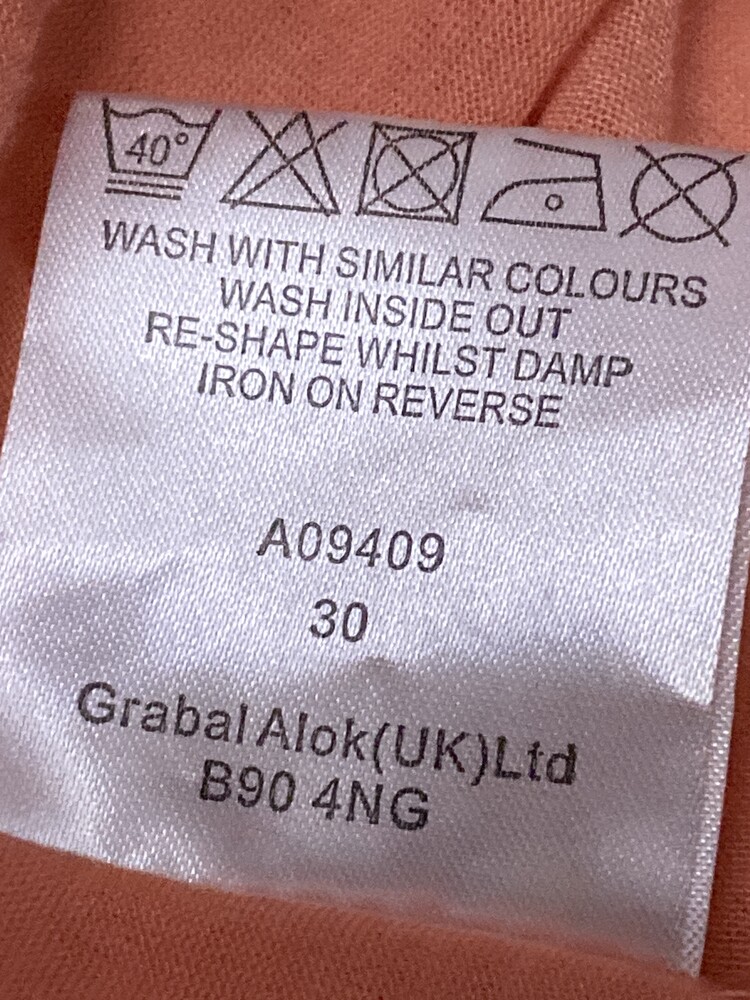 40°
WASH WITH SIMILAR COLOURS
WASH INSIDE OUT
RE-SHAPE WHILST DAMP
IRON ON REVERSE
A09409
30
Grabal Alok(UK)Ltd
B90 4NG